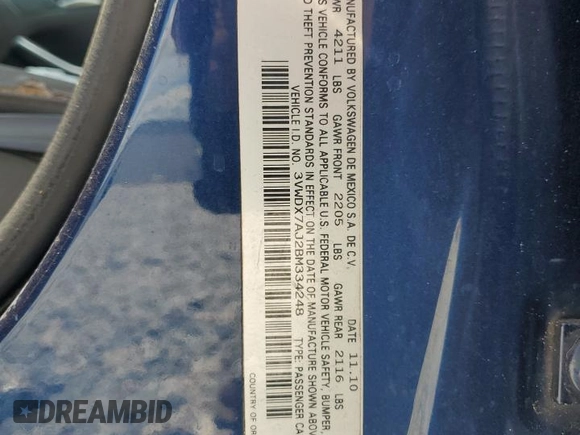 MANUFACTURED BY VOLKSWAGEN DE MEXICO S.A. DE C.V. DATE 11.10
4211 LBS GAWR FRONT 2205 LBS GAWR REAR 2116 LBS
VEHICLE CONFORMS TO ALL APPLICABLE U.S. FEDERAL MOTOR VEHICLE SAFETY, BUMPER,
THEFT PREVENTION STANDARDS IN EFFECT ON THE DATE OF MANUFACTURE SHOWN ABOVE
VEHICLE I.D. NO. 3VWDX7AJ2BM334248 TYPE: PASSENGER CA
COUNTRY OF OR
DREAMBID